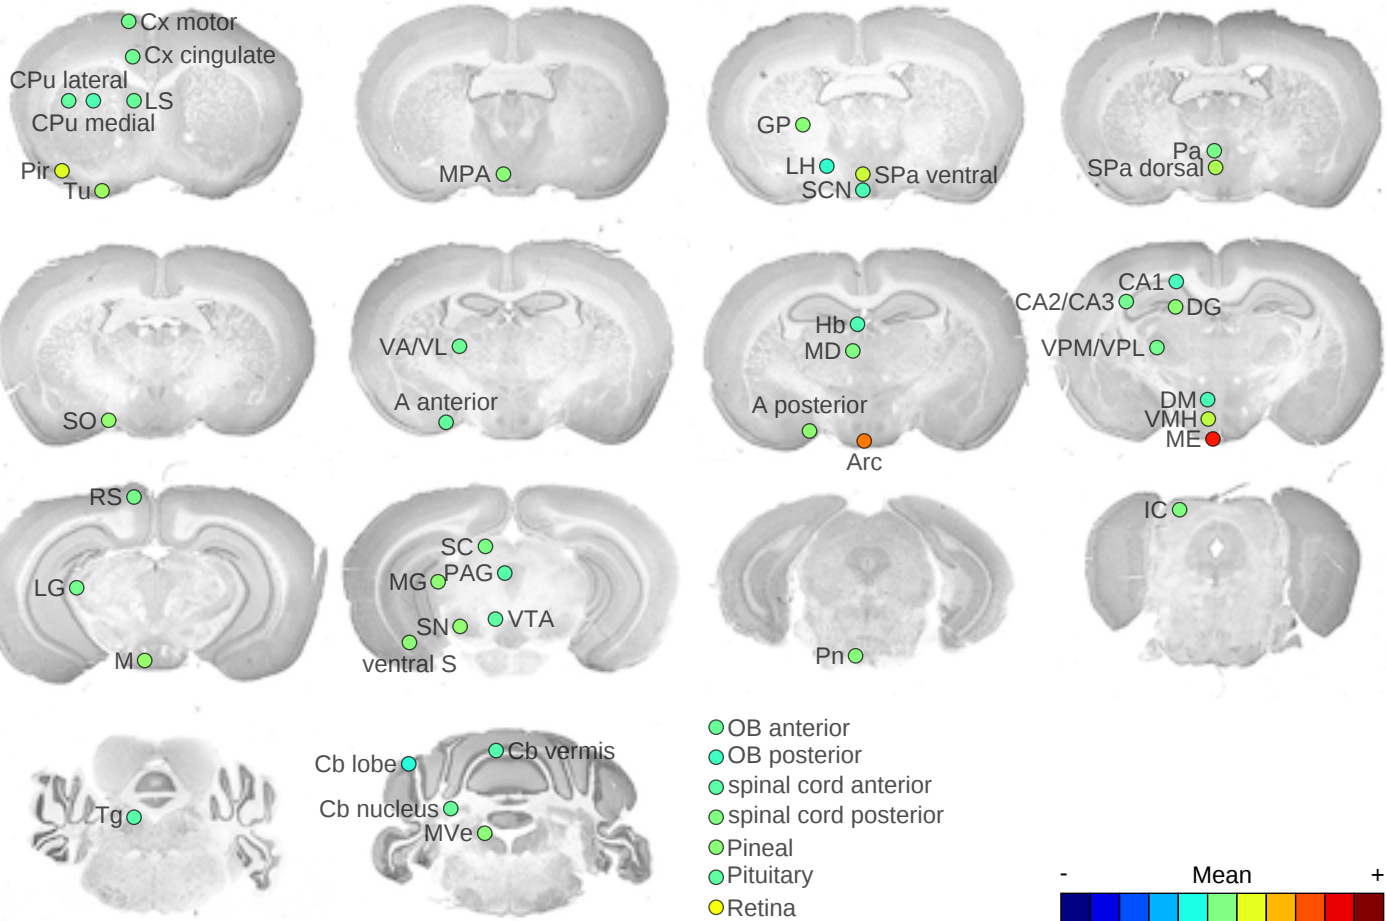 Cx motor
Cx cingulate
CPu lateral
LS
CPu medial
Pir
Tu
MPA
GP
LH
SPa ventral
SCN
Pa
SPa dorsal
SO
VA/VL
A anterior
Hb
MD
A posterior
Arc
CA1
CA2/CA3
DG
VPM/VPL
DM
VMH
ME
RS
LG
M
SC
PAG
MG
VTA
SN
ventral S
Pn
IC
Tg
Cb vermis
Cb lobe
Cb nucleus
MVe
OB anterior
OB posterior
spinal cord anterior
spinal cord posterior
Pineal
Pituitary
Retina
- Mean +